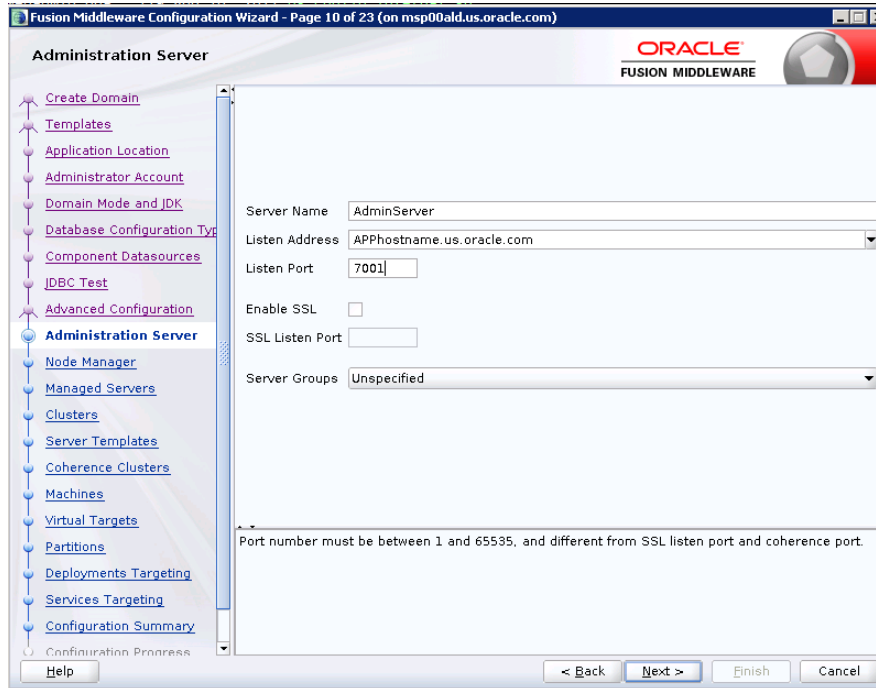 Fusion Middleware Configuration Wizard - Page 10 of 23 (on msp00ald.us.oracle.com)
Administration Server
ORACLE
FUSION MIDDLEWARE
Create Domain
Templates
Application Location
Administrator Account
Domain Mode and JDK
Database Configuration Typ
Component Datasources
JDBC Test
Advanced Configuration
Administration Server
Node Manager
Managed Servers
Clusters
Server Templates
Coherence Clusters
Machines
Virtual Targets
Partitions
Deployments Targeting
Services Targeting
Configuration Summary
Configuration Progress
Server Name AdminServer
Listen Address APPhostname.us.oracle.com
Listen Port 7001
Enable SSL
SSL Listen Port
Server Groups Unspecified
Port number must be between 1 and 65535, and different from SSL listen port and coherence port.
Help < Back Next > Finish Cancel